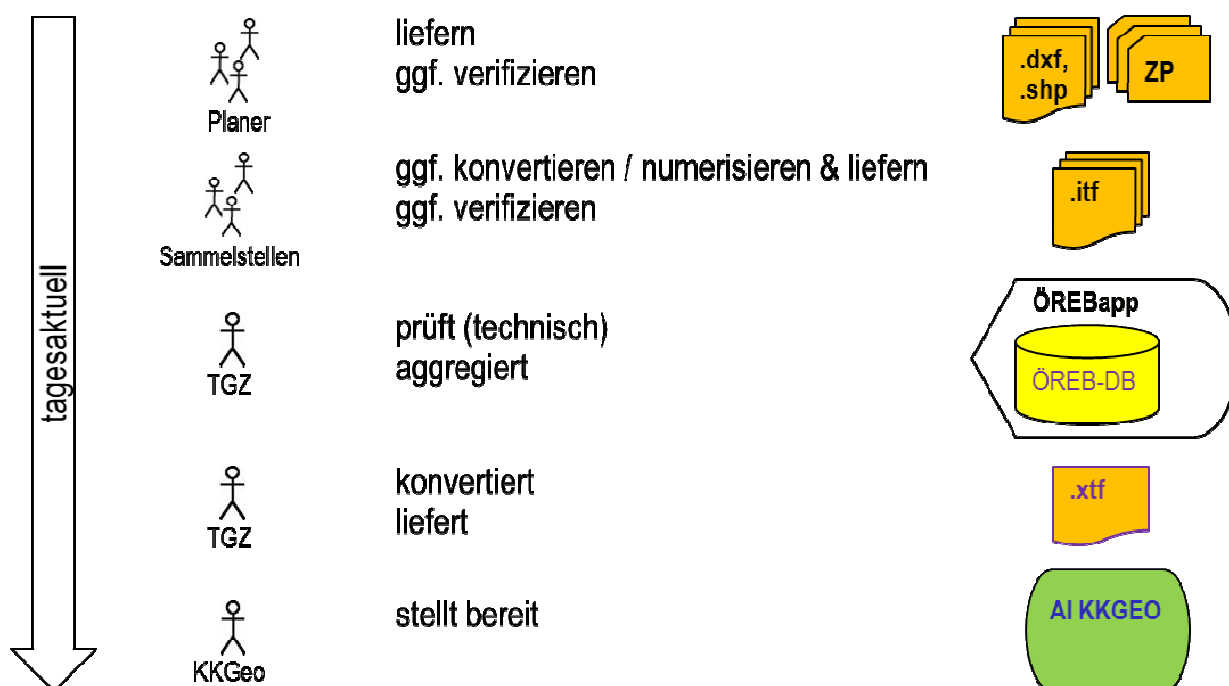 tagesaktuell
Planer
liefern
ggf. verifizieren
.dxf,
.shp
ZP
Sammelstellen
ggf. konvertieren / numerisieren & liefern
ggf. verifizieren
.itf
TGZ
prüft (technisch)
aggregiert
ÖREBapp
ÖREB-DB
TGZ
konvertiert
liefert
.xtf
KKGeo
stellt bereit
AI KKGEO